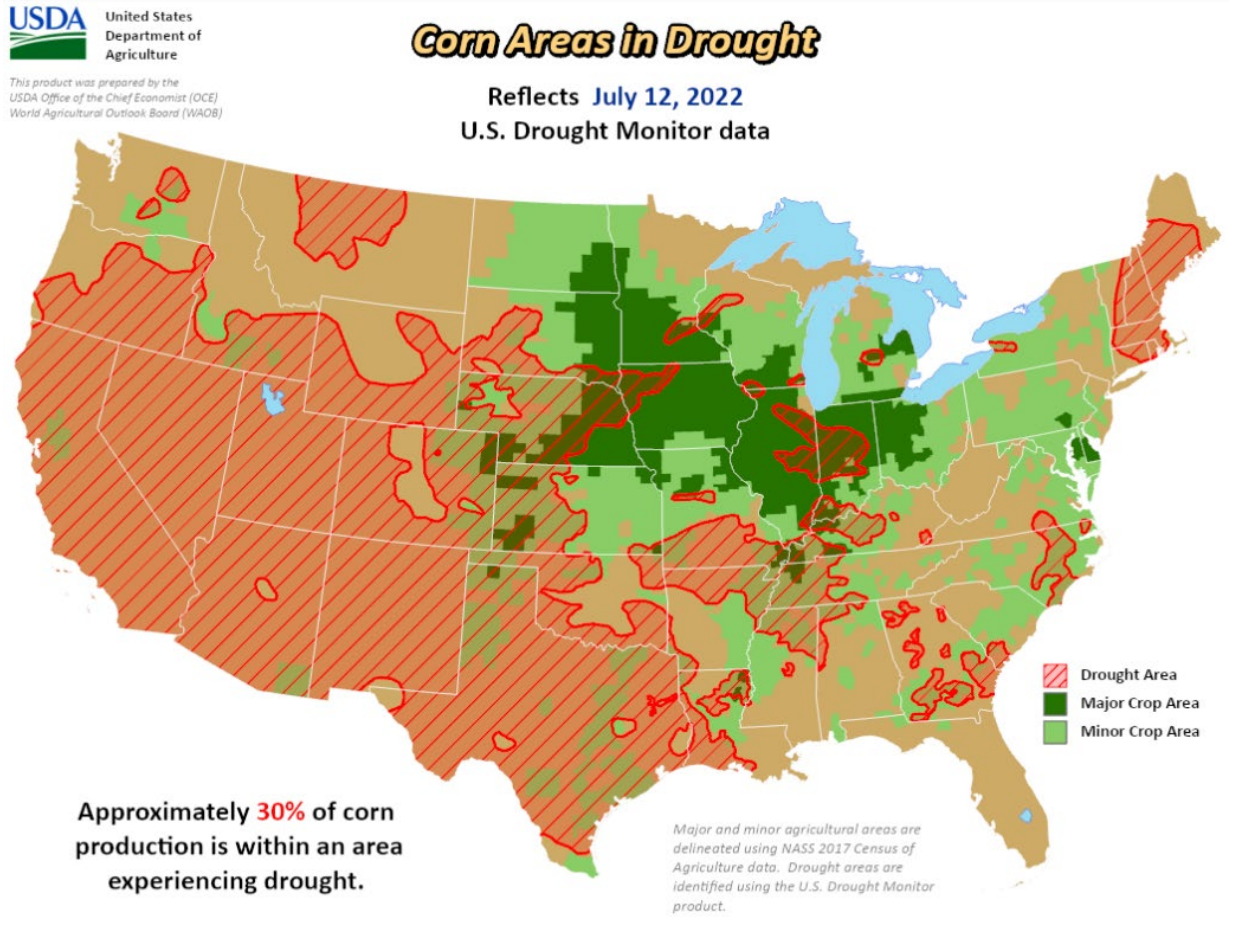 USDA
United States
Department of
Agriculture
This product was prepared by the
USDA Office of the Chief Economist (OCE)
World Agricultural Outlook Board (WAOB)
Corn Areas in Drought
Reflects July 12, 2022
U.S. Drought Monitor data
Drought Area
Major Crop Area
Minor Crop Area
Approximately 30% of corn
production is within an area
experiencing drought.
Major and minor agricultural areas are
delineated using NASS 2017 Census of
Agriculture data. Drought areas are
identified using the U.S. Drought Monitor
product.